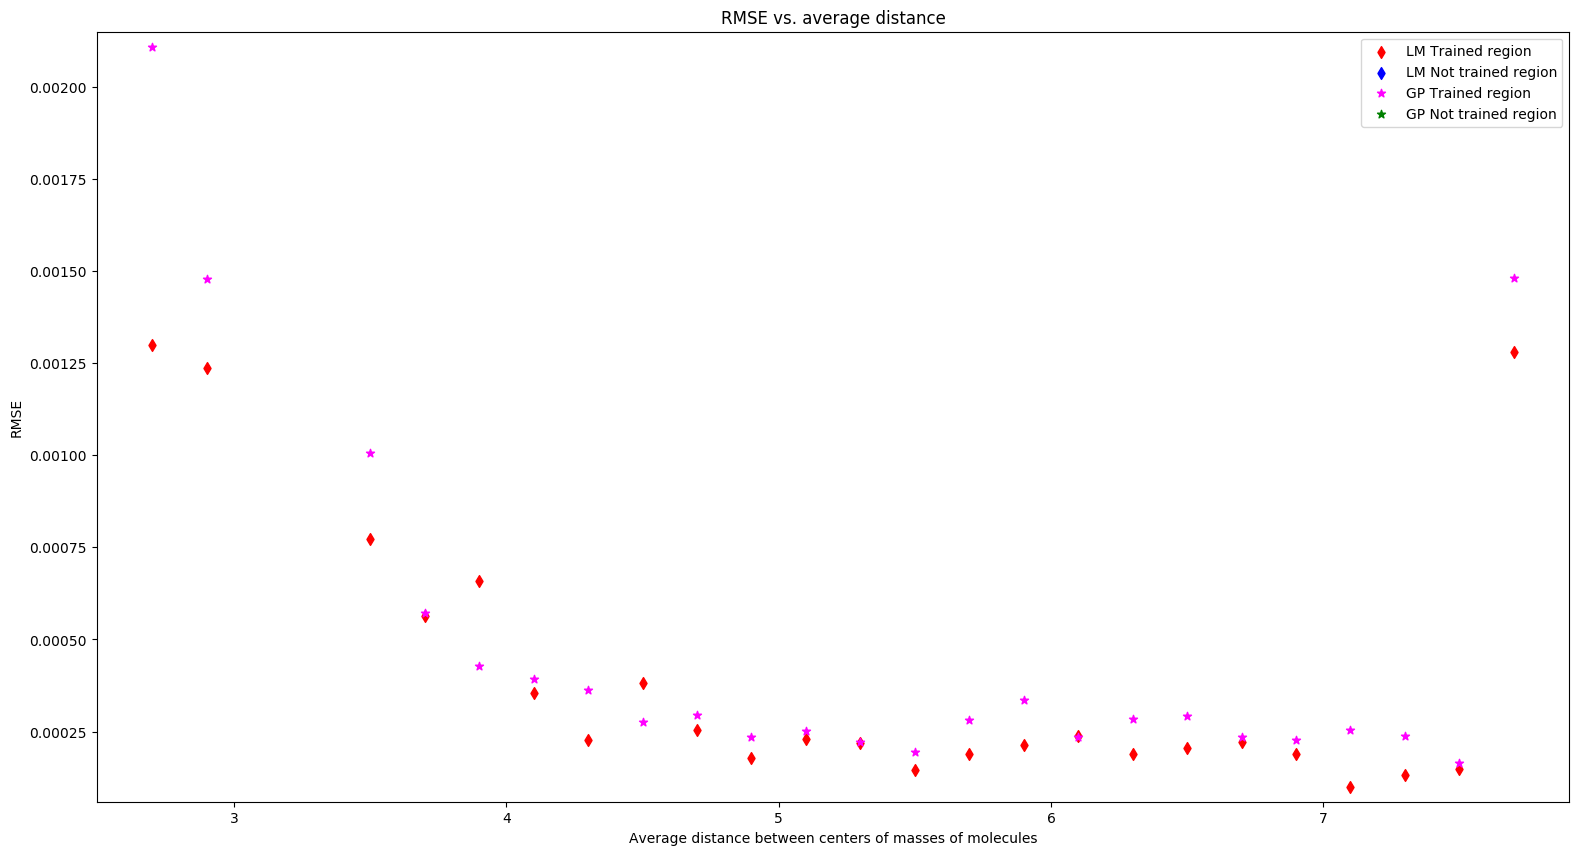 RMSE vs. average distance
LM Trained region
LM Not trained region
GP Trained region
GP Not trained region
0.00200
0.00175
0.00150
0.00125
0.00100
0.00075
0.00050
0.00025
RMSE
3 4 5 6 7
Average distance between centers of masses of molecules